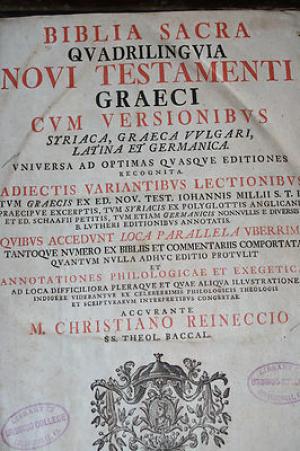 BIBLIA SACRA
QVADRILINGVIA
NOVI TESTAMENTI
GRAECI
CVM VERSIONIBVS
SYRIACA, GRAECA VVLGARI,
LATINA ET GERMANICA.
VNIVERSA AD OPTIMAS QVASQVE EDITIONES
RECOGNITA.
ADIECTIS VARIANTIBVS LECTIONIBVS
TVM GRAECIS EX ED. NOV. TEST. IOHANNIS MILLII S. T. P.
PRAECIPVE EXCERPTIS, TVM SYRIACIS EX POLYGLOTTIS ANGLICANIS
ET ED. SCHAAFII PETITIS, TVM ETIAM GERMANICIS NONNVLLIS E DIVERSIS
B. LVTHERI EDITIONIBVS ANNOTATIS.
QVIBVS ACCEDVNT LOCA PARALLELA VBERRIMA
TANTOQVE NVMERO EX BIBLIIS ET COMMENTARIIS COMPORTATA
QVANTVM NVLLA ADHVC EDITIO PROTVLIT
ET
ANNOTATIONES PHILOLOGICAE ET EXEGETICAE
AD LOCA DIFFICILIORA PLERAQVE ET QVAE ALIQVA ILLVSTRATIONE
INDIGERE VIDEBANTVR EX CELEBERRIMIS PHILOLOGICIS THEOLOGIS
ET SCRIPTVRARVM INTERPRETIBVS CONGESTAE
ACCVRANTE
M. CHRISTIANO REINECCIO
SS. THEOL. BACCAL.
LIBRARY
COLLEGE